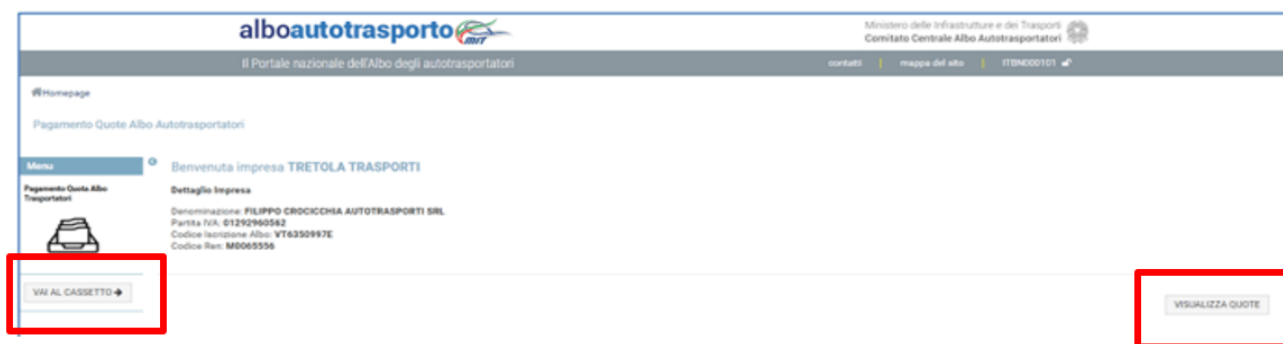 alboautotrasporto
MIT
Ministero delle Infrastrutture e dei Trasporti
Comitato Centrale Albo Autotrasportatori
Il Portale nazionale dell'Albo degli autotrasportatori
contatti | mappa del sito | ITBN000101
Homepage
Pagamento Quote Albo Autotrasportatori
Menu
Pagamento Quota Albo
Trasportatori
VAI AL CASSETTO
Benvenuta impresa TRETOLA TRASPORTI
Dettaglio Impresa
Denominazione: FILIPPO CROCICCHIA AUTOTRASPORTI SRL
Partita IVA: 01292960562
Codice Iscrizione Albo: VT6350997E
Codice Ren: M0065556
VISUALIZZA QUOTE